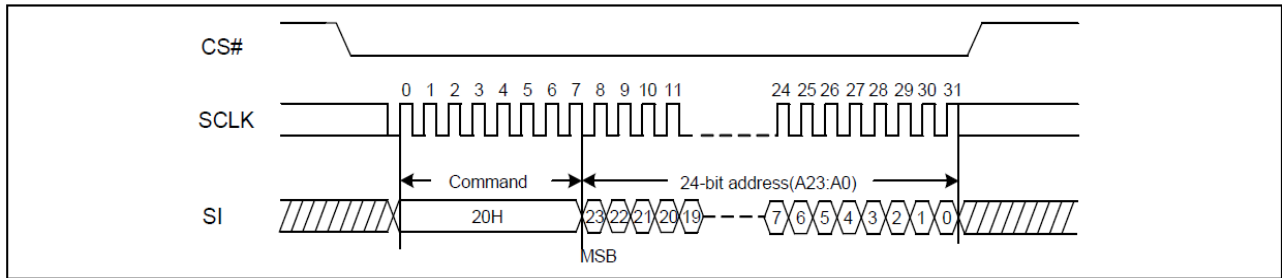 CS#
0 1 2 3 4 5 6 7 8 9 10 11 24 25 26 27 28 29 30 31
SCLK
Command 24-bit address(A23:A0)
SI 20H 23 22 21 20 19 7 6 5 4 3 2 1 0
MSB